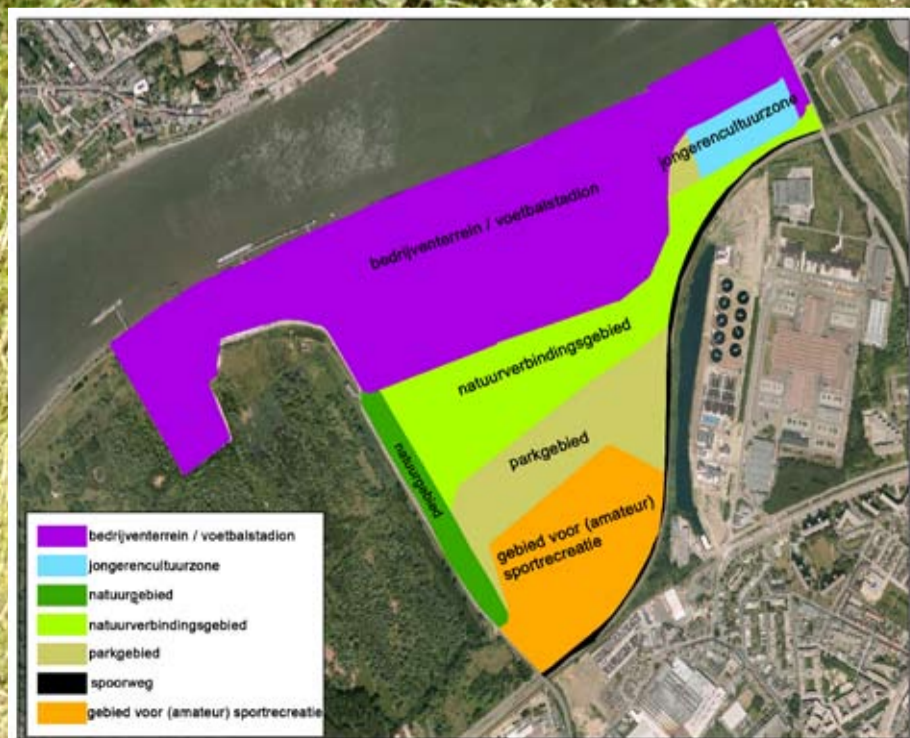 jongerencultuurzone
bedrijventerrein / voetbalstadion
natuurverbindingsgebied
parkgebied
natuurgebied
gebied voor (amateur)
sportrecreatie
bedrijventerrein / voetbalstadion
jongerencultuurzone
natuurgebied
natuurverbindingsgebied
parkgebied
spoorweg
gebied voor (amateur) sportrecreatie